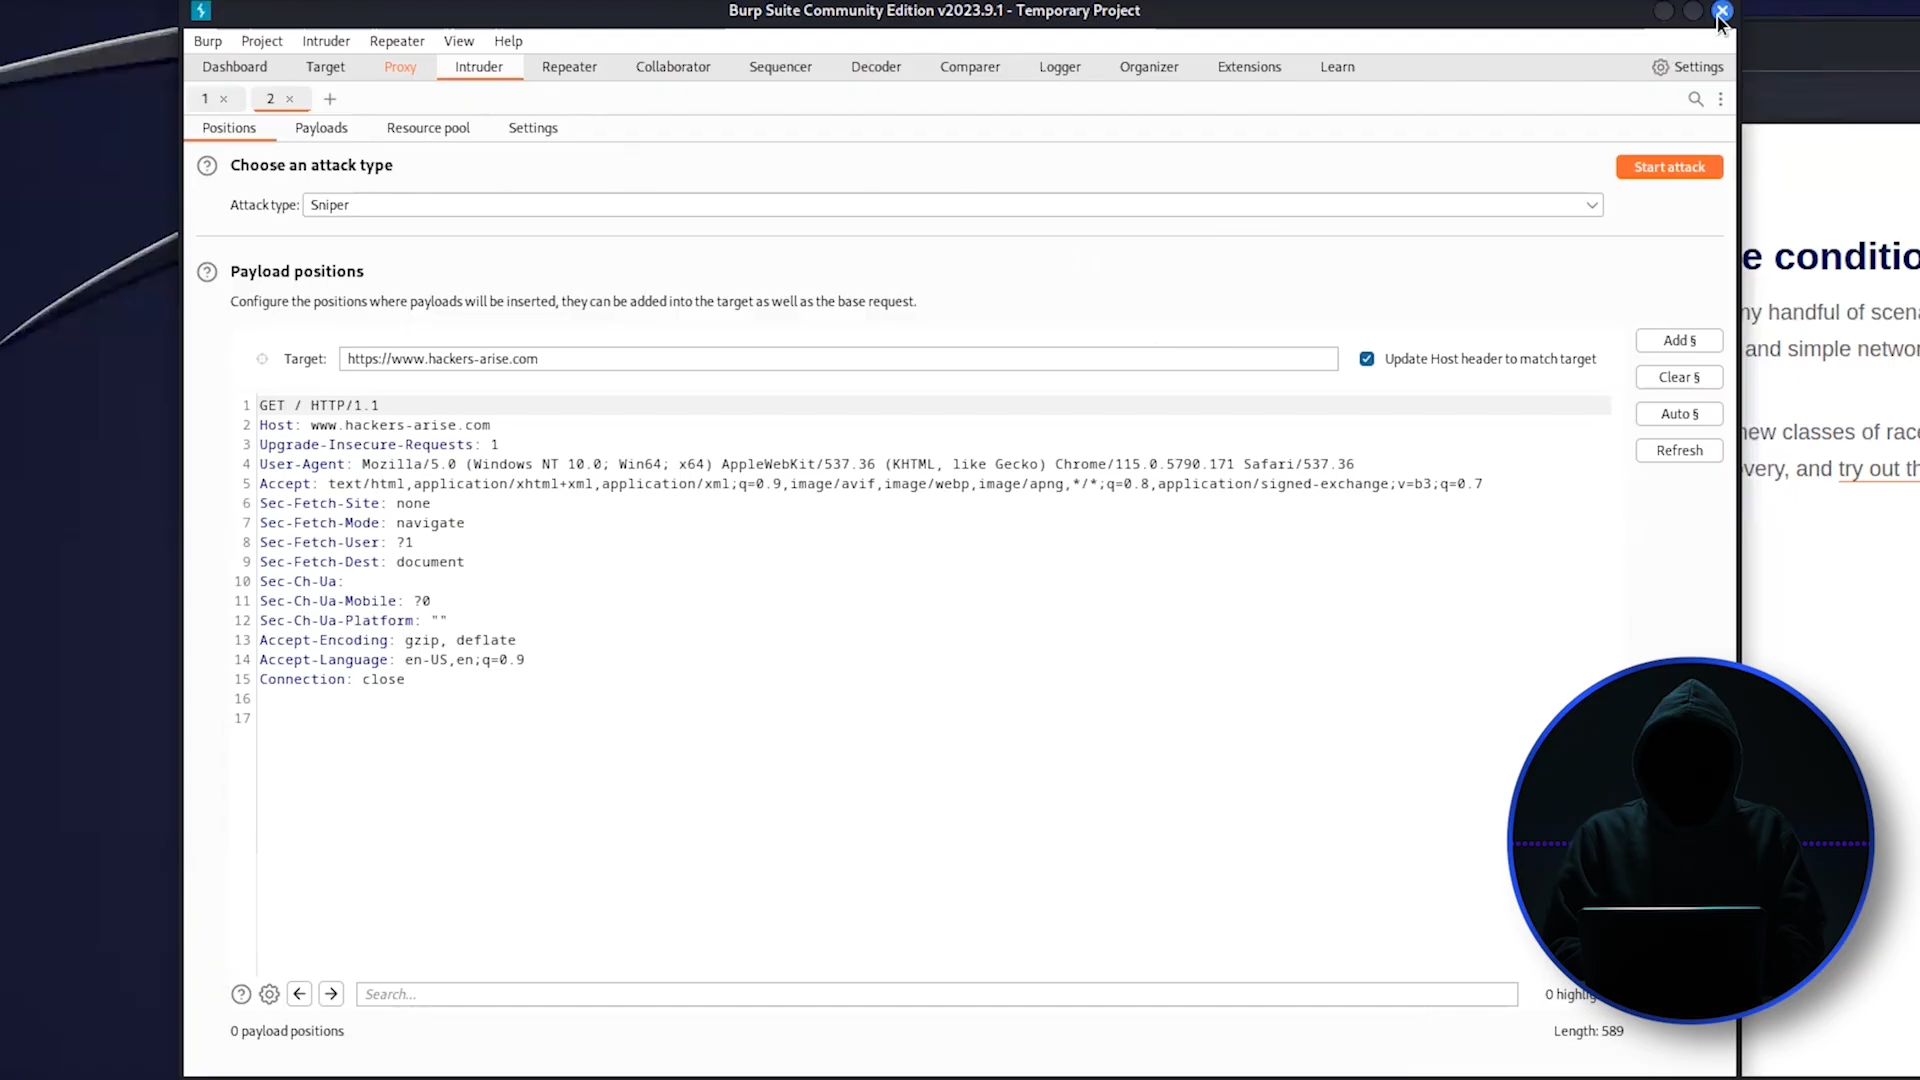 Burp Suite Community Edition v2023.9.1 - Temporary Project
Burp Project Intruder Repeater View Help
Dashboard Target Proxy Intruder Repeater Collaborator Sequencer Decoder Comparer Logger Organizer Extensions Learn Settings
1 × 2 × +
Positions Payloads Resource pool Settings
Choose an attack type
Start attack
Attack type: Sniper
Payload positions
Configure the positions where payloads will be inserted, they can be added into the target as well as the base request.
Target: https://www.hackers-arise.com Update Host header to match target
Add §
Clear §
Auto §
Refresh
1 GET / HTTP/1.1
2 Host: www.hackers-arise.com
3 Upgrade-Insecure-Requests: 1
4 User-Agent: Mozilla/5.0 (Windows NT 10.0; Win64; x64) AppleWebKit/537.36 (KHTML, like Gecko) Chrome/115.0.5790.171 Safari/537.36
5 Accept: text/html,application/xhtml+xml,application/xml;q=0.9,image/avif,image/webp,image/apng,*/*;q=0.8,application/signed-exchange;v=b3;q=0.7
6 Sec-Fetch-Site: none
7 Sec-Fetch-Mode: navigate
8 Sec-Fetch-User: ?1
9 Sec-Fetch-Dest: document
10 Sec-Ch-Ua:
11 Sec-Ch-Ua-Mobile: ?0
12 Sec-Ch-Ua-Platform: ""
13 Accept-Encoding: gzip, deflate
14 Accept-Language: en-US,en;q=0.9
15 Connection: close
16
17
Search...
0 highlig
0 payload positions
Length: 589
e conditio
ny handful of scena
and simple networ
new classes of race
very, and try out th